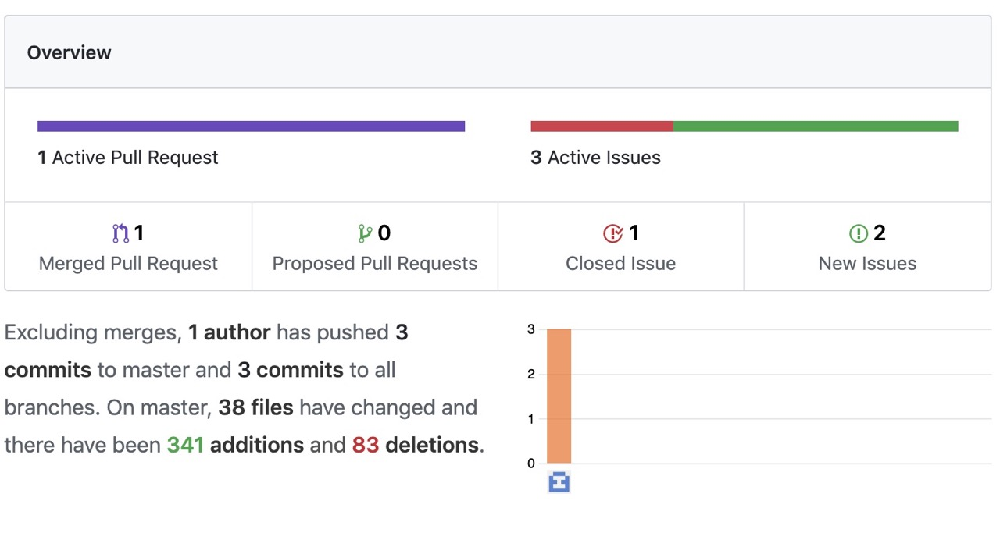 Overview
1 Active Pull Request
3 Active Issues
1
Merged Pull Request
0
Proposed Pull Requests
1
Closed Issue
2
New Issues
Excluding merges, 1 author has pushed 3
commits to master and 3 commits to all
branches. On master, 38 files have changed and
there have been 341 additions and 83 deletions.
3
2
1
0